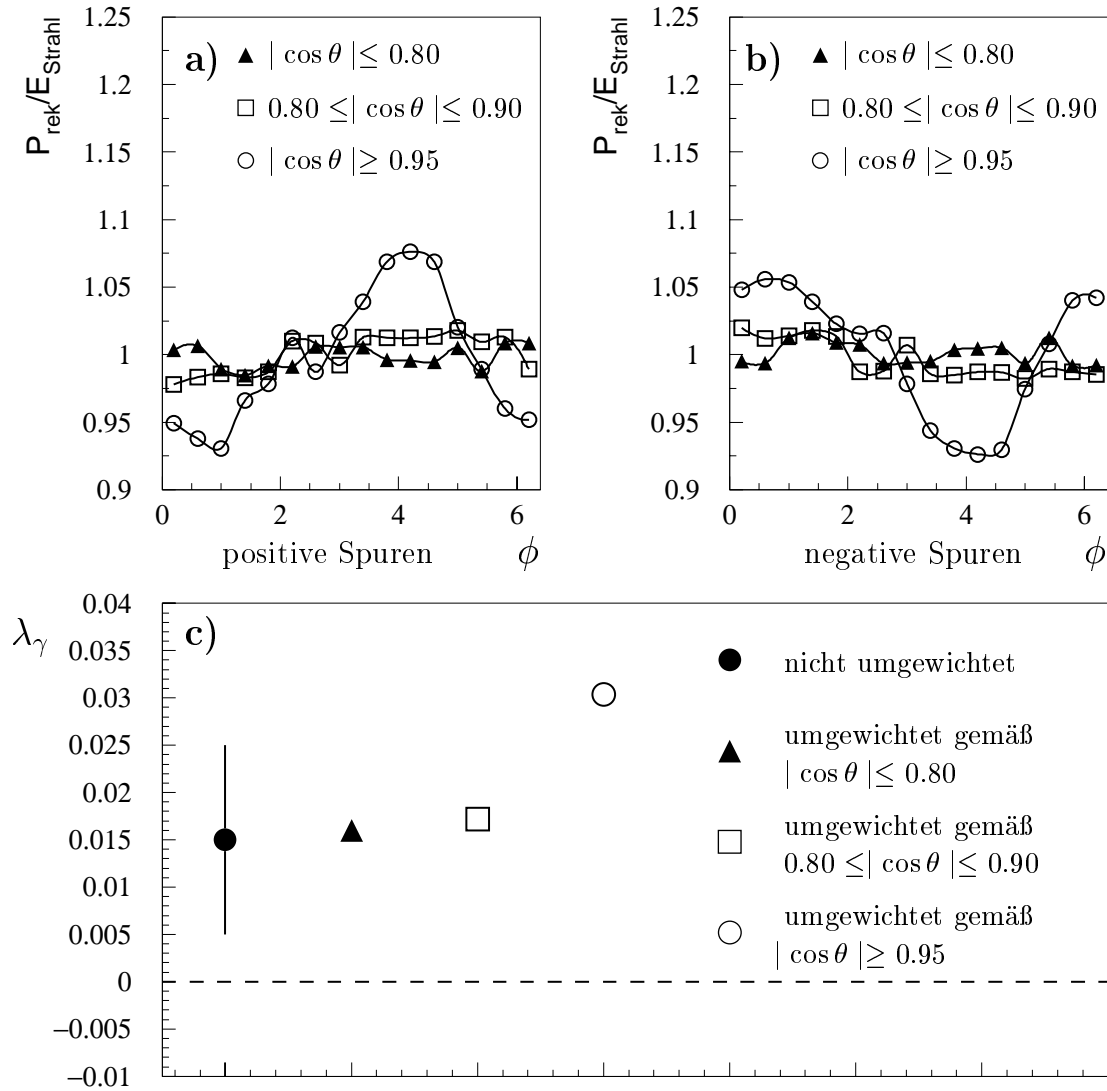 P_rek/E_Strahl
1.25
1.2
1.15
1.1
1.05
1
0.95
0.9
a)
| cos θ |≤ 0.80
0.80 ≤| cos θ |≤ 0.90
| cos θ |≥ 0.95
0 2 4 6
positive Spuren ϕ
P_rek/E_Strahl
1.25
1.2
1.15
1.1
1.05
1
0.95
0.9
b)
| cos θ |≤ 0.80
0.80 ≤| cos θ |≤ 0.90
| cos θ |≥ 0.95
0 2 4 6
negative Spuren ϕ
λ_γ
0.04
0.035
0.03
0.025
0.02
0.015
0.01
0.005
0
−0.005
−0.01
c)
nicht umgewichtet
umgewichtet gemäß
| cos θ |≤ 0.80
umgewichtet gemäß
0.80 ≤| cos θ |≤ 0.90
umgewichtet gemäß
| cos θ |≥ 0.95